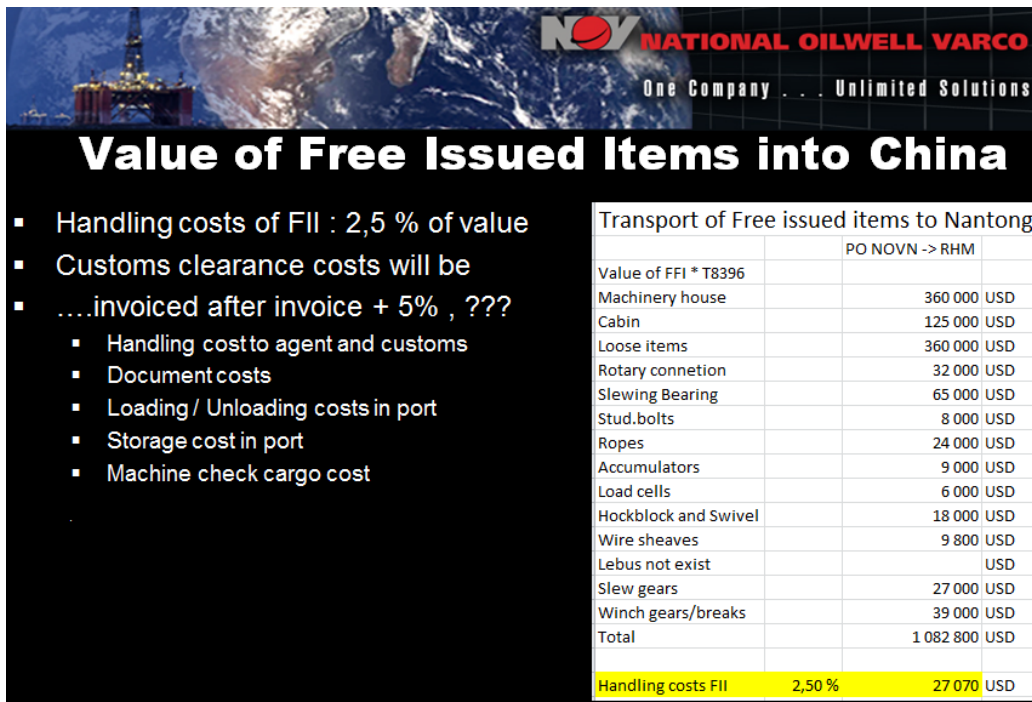 NOV NATIONAL OILWELL VARCO
One Company . . . Unlimited Solutions
Value of Free Issued Items into China
▪ Handling costs of FII : 2,5 % of value
▪ Customs clearance costs will be
▪ ….invoiced after invoice + 5% , ???
▪ Handling cost to agent and customs
▪ Document costs
▪ Loading / Unloading costs in port
▪ Storage cost in port
▪ Machine check cargo cost
.
Transport of Free issued items to Nantong
PO NOVN -> RHM
Value of FFI * T8396
Machinery house 360 000 USD
Cabin 125 000 USD
Loose items 360 000 USD
Rotary connetion 32 000 USD
Slewing Bearing 65 000 USD
Stud.bolts 8 000 USD
Ropes 24 000 USD
Accumulators 9 000 USD
Load cells 6 000 USD
Hockblock and Swivel 18 000 USD
Wire sheaves 9 800 USD
Lebus not exist USD
Slew gears 27 000 USD
Winch gears/breaks 39 000 USD
Total 1 082 800 USD
Handling costs FII 2,50 % 27 070 USD